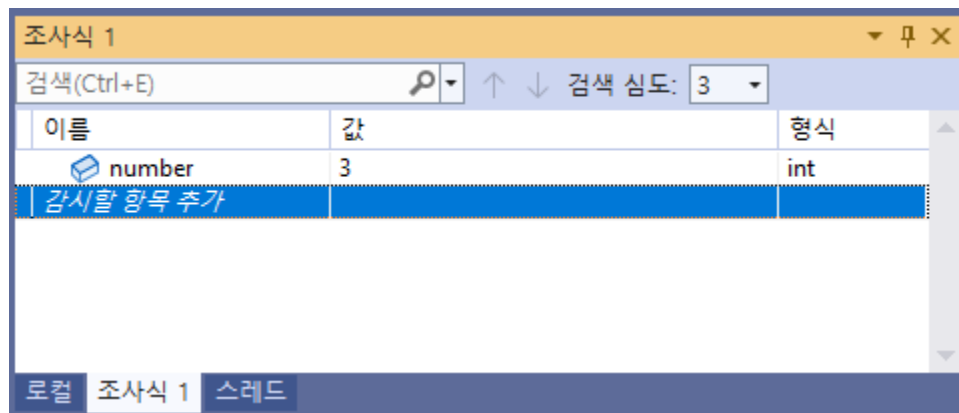 조사식 1
검색(Ctrl+E) 검색 심도: 3
이름 값 형식
number 3 int
감시할 항목 추가
로컬 조사식 1 스레드